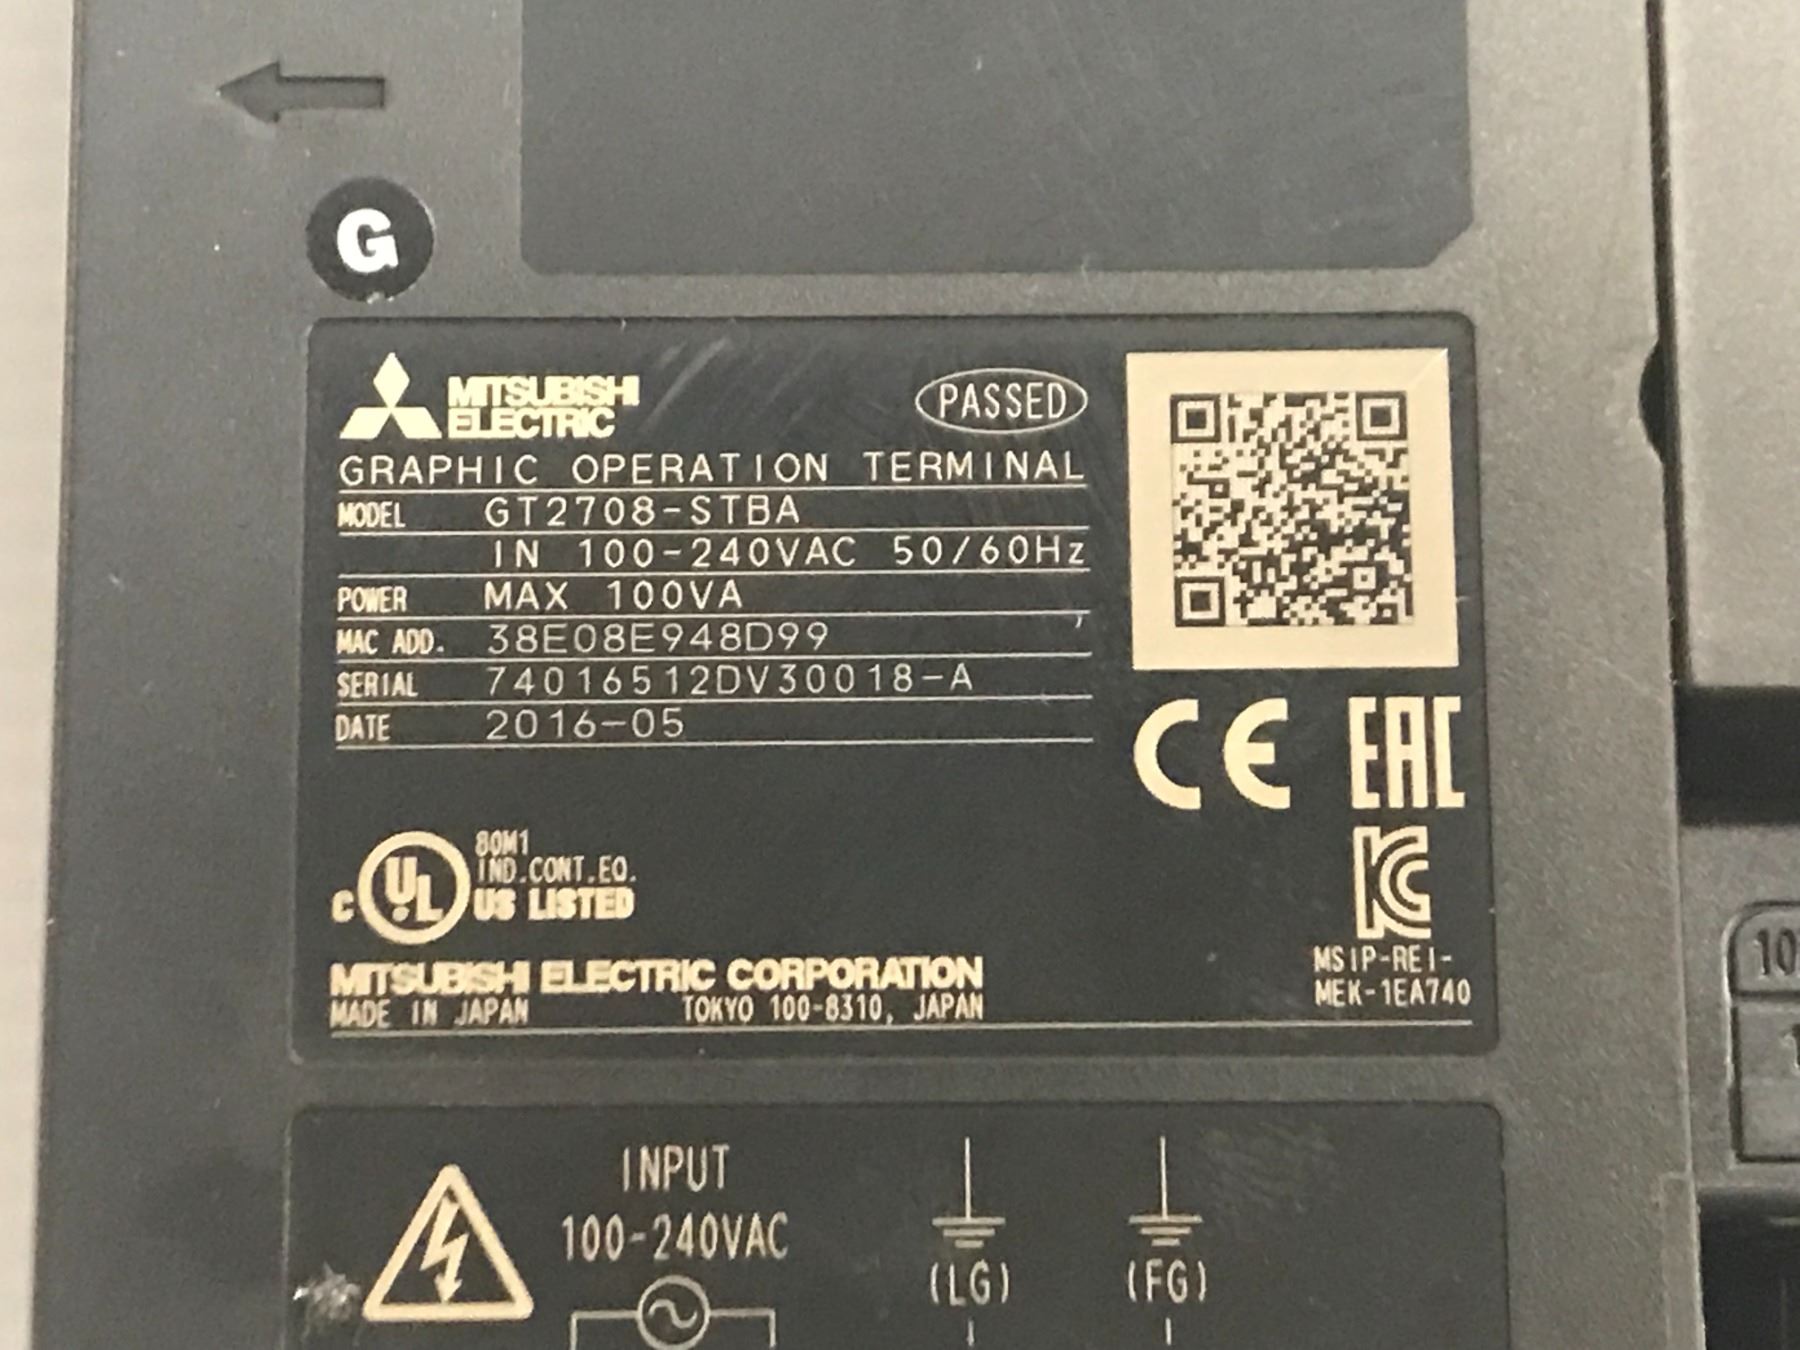 G
MITSUBISHI
ELECTRIC
PASSED
GRAPHIC OPERATION TERMINAL
MODEL GT2708-STBA
IN 100-240VAC 50/60Hz
POWER MAX 100VA
MAC ADD. 38E08E948D99
SERIAL 74016512DV30018-A
DATE 2016-05
CE EAC
80M1
IND.CONT.EQ.
C UL US LISTED
MITSUBISHI ELECTRIC CORPORATION
MADE IN JAPAN TOKYO 100-8310, JAPAN
MSIP-REI-
MEK-1EA740
INPUT
100-240VAC
(LG) (FG)
10
1